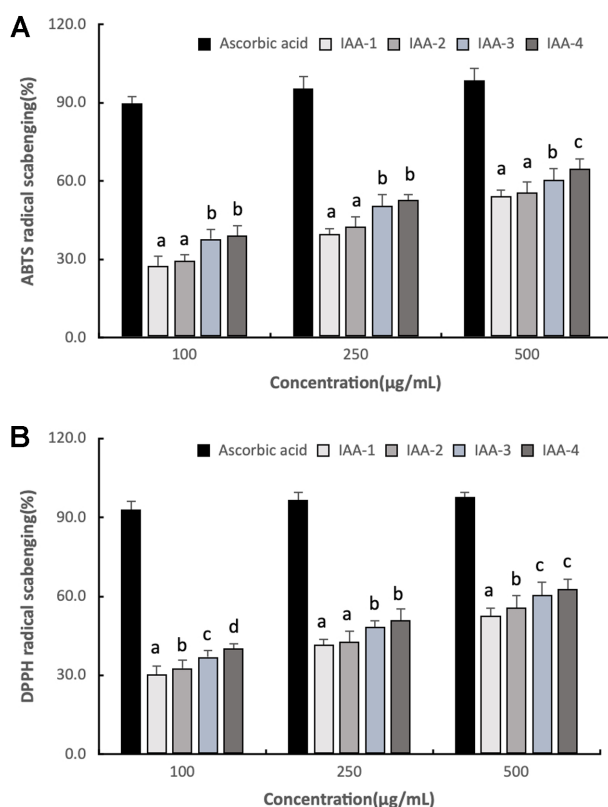 A
120.0
Ascorbic acid IAA-1 IAA-2 IAA-3 IAA-4
90.0
60.0
30.0
0.0
ABTS radical scabenging(%)
a a b b
a a b b
a a b c
100 250 500
Concentration(µg/mL)
B
120.0
Ascorbic acid IAA-1 IAA-2 IAA-3 IAA-4
90.0
60.0
30.0
0.0
DPPH radical scabenging(%)
a b c d
a a b b
a b c c
100 250 500
Concentration(µg/mL)